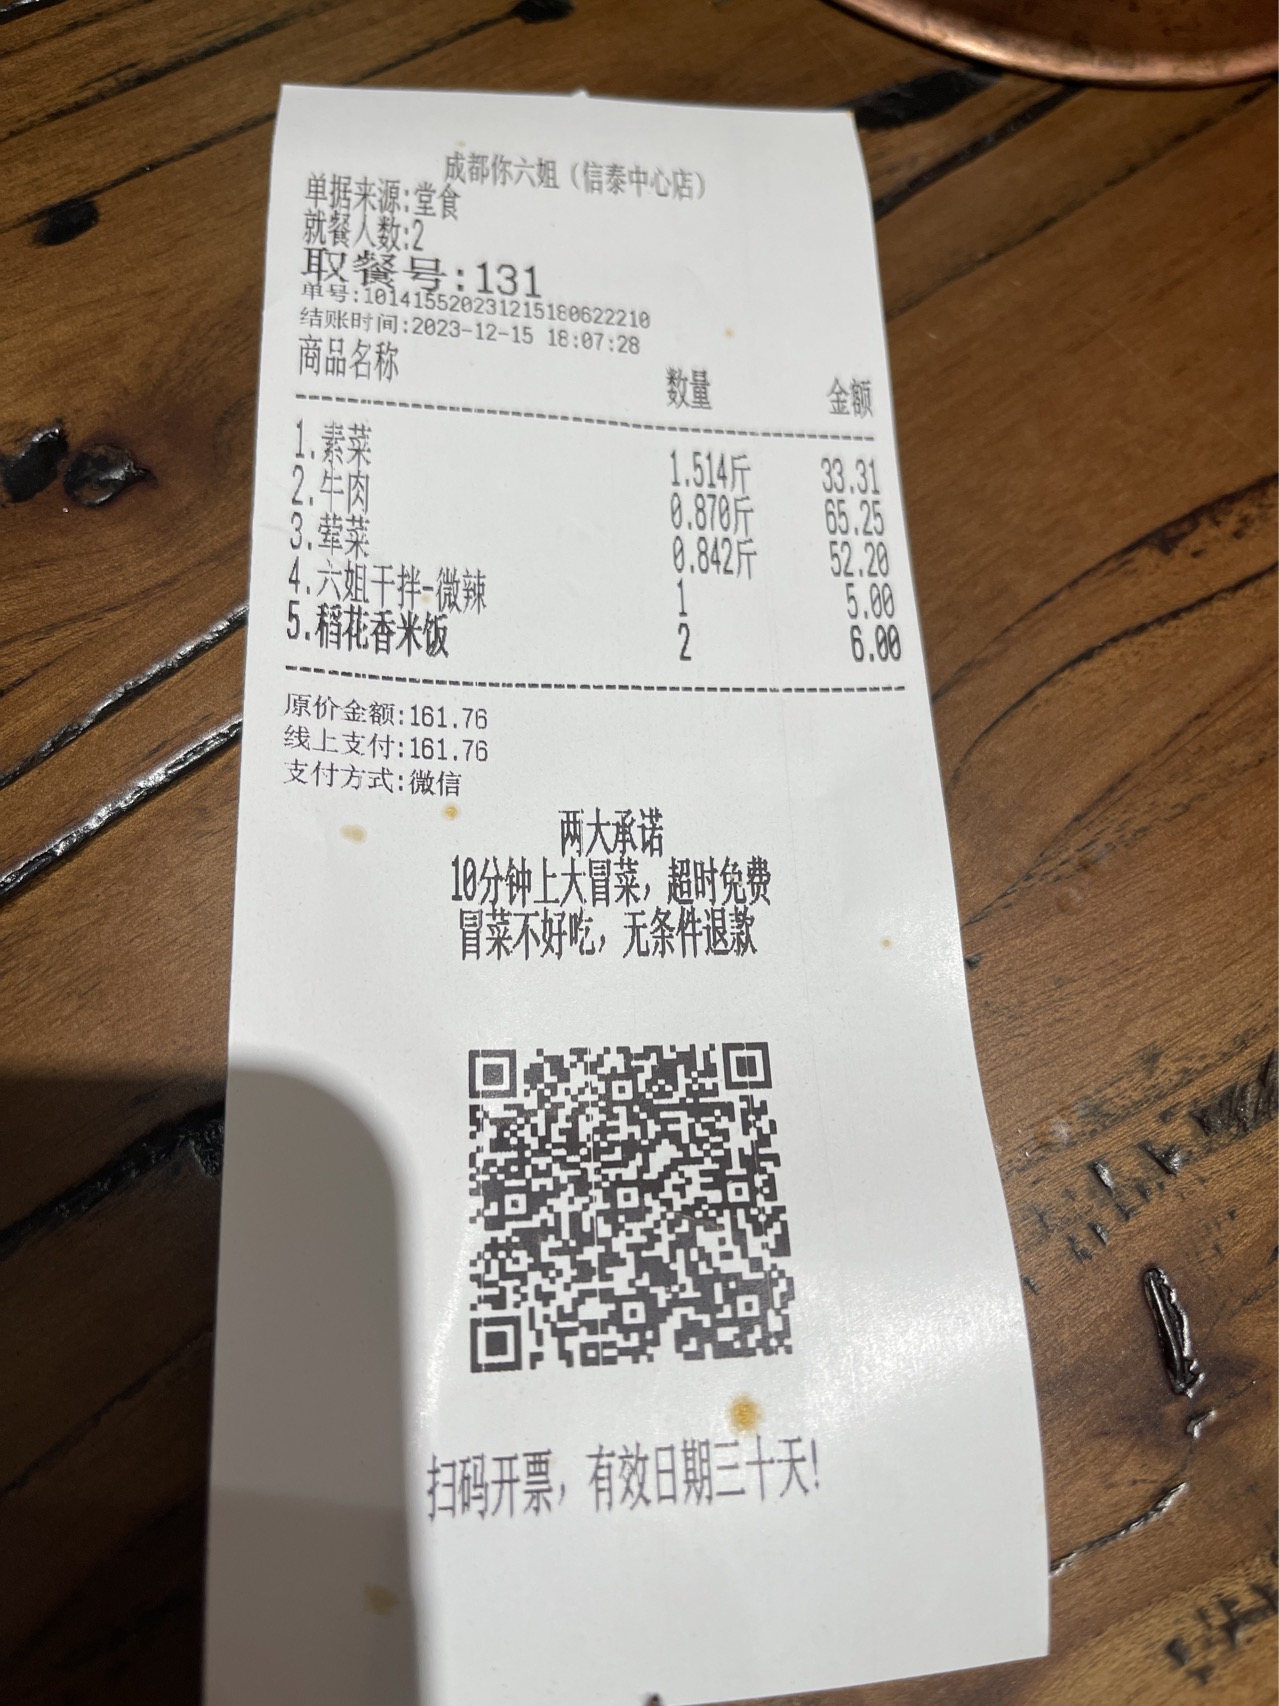 成都你六姐（信泰中心店）
单据来源:堂食
就餐人数:2
取餐号:131
单号:10141552023121518062​2210
结账时间:2023-12-15 18:07:28
商品名称 数量 金额
1.素菜 1.514斤 33.31
2.牛肉 0.870斤 65.25
3.荤菜 0.842斤 52.20
4.六姐干拌-微辣 1 5.00
5.稻花香米饭 2 6.00
原价金额:161.76
线上支付:161.76
支付方式:微信
两大承诺
10分钟上大冒菜，超时免费
冒菜不好吃，无条件退款
扫码开票，有效日期三十天!